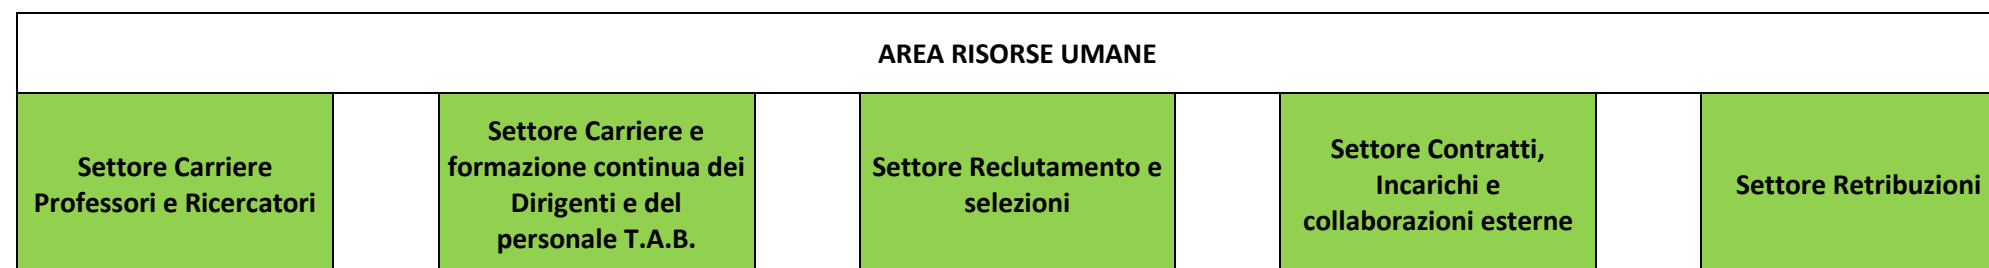 AREA RISORSE UMANE
Settore Carriere
Professori e Ricercatori
Settore Carriere e
formazione continua dei
Dirigenti e del
personale T.A.B.
Settore Reclutamento e
selezioni
Settore Contratti,
Incarichi e
collaborazioni esterne
Settore Retribuzioni